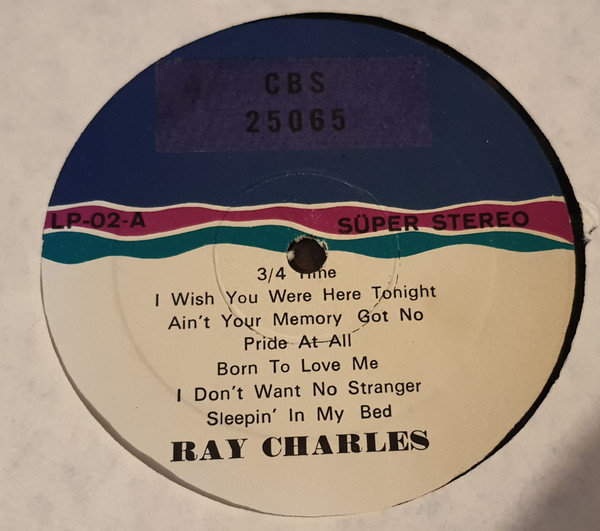 CBS
25065
LP-02-A
SÜPER STEREO
3/4 Time
I Wish You Were Here Tonight
Ain't Your Memory Got No
Pride At All
Born To Love Me
I Don't Want No Stranger
Sleepin' In My Bed
RAY CHARLES